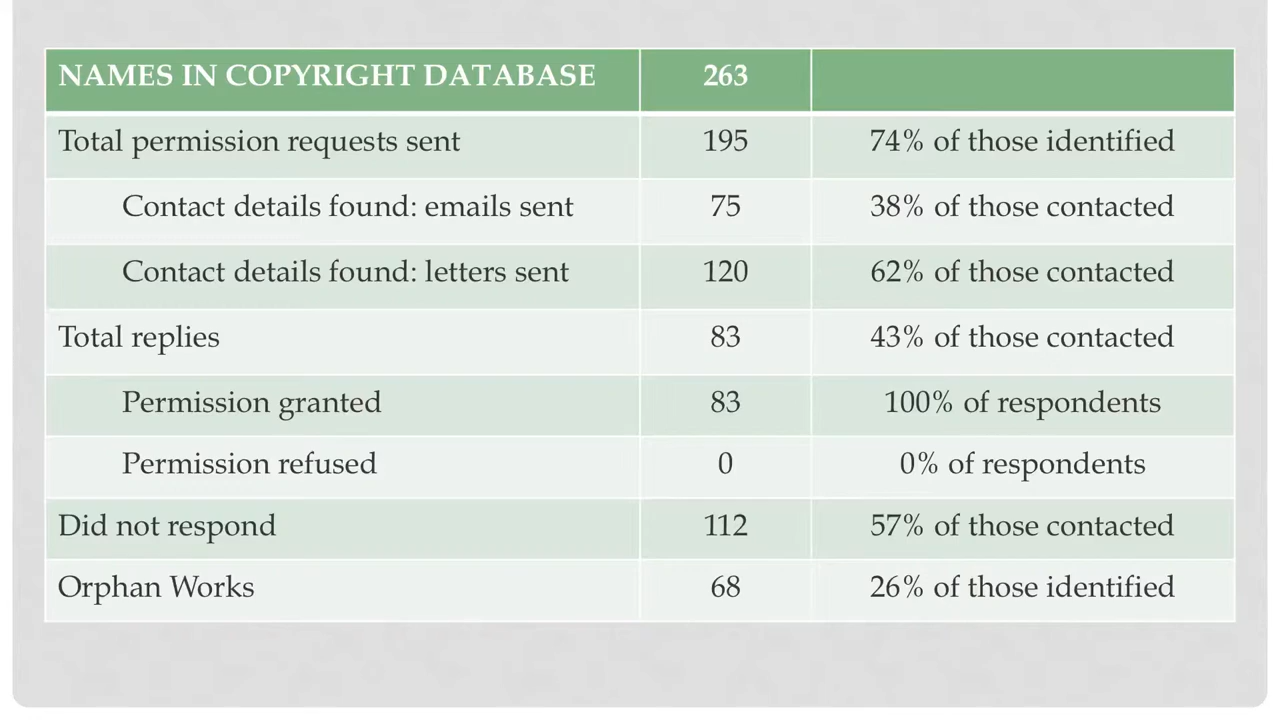 NAMES IN COPYRIGHT DATABASE 263
Total permission requests sent 195 74% of those identified
Contact details found: emails sent 75 38% of those contacted
Contact details found: letters sent 120 62% of those contacted
Total replies 83 43% of those contacted
Permission granted 83 100% of respondents
Permission refused 0 0% of respondents
Did not respond 112 57% of those contacted
Orphan Works 68 26% of those identified